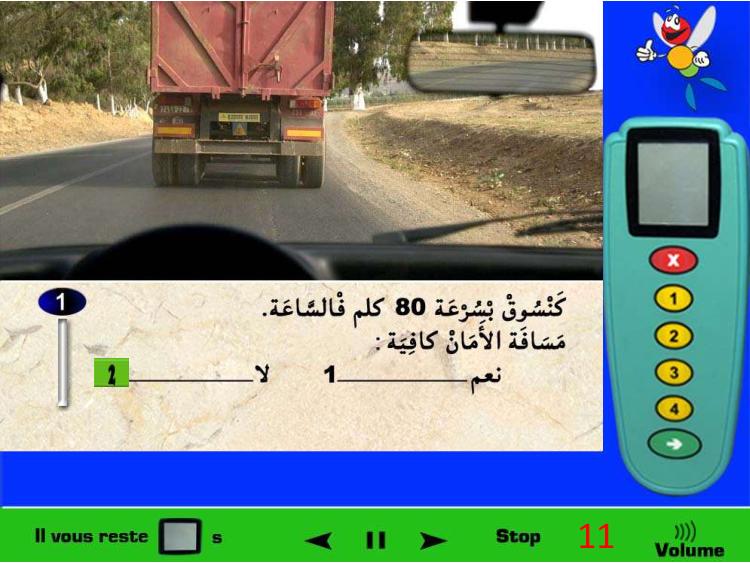 1
كَنْسُوقْ بْسُرْعَة 80 كلم فْالسَّاعَة.
مَسَافَة الأَمَانْ كافِيَة :
نعم 1 لا 2
X
1
2
3
4
Il vous reste s
Stop
11
Volume